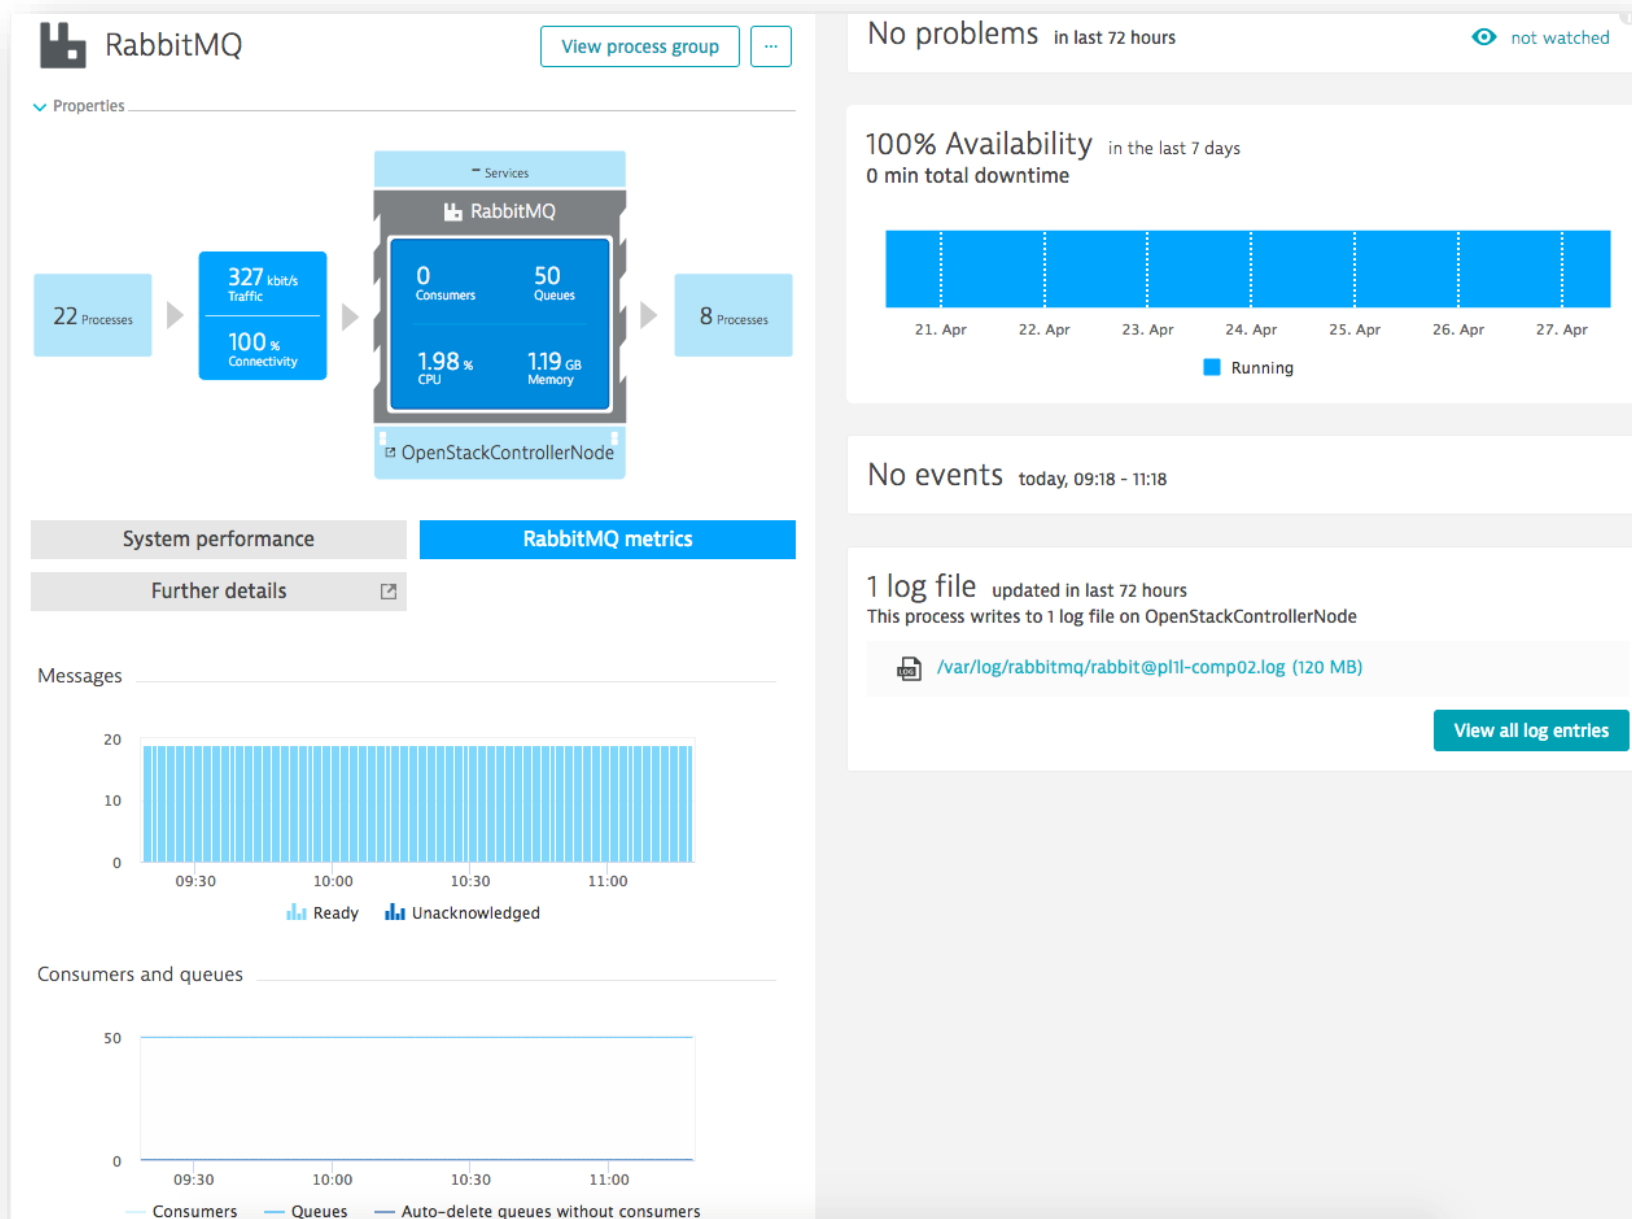 RabbitMQ
View process group
...
Properties
- Services
RabbitMQ
22 Processes
327 kbit/s
Traffic
100 %
Connectivity
0
Consumers
50
Queues
1.98 %
CPU
1.19 GB
Memory
8 Processes
OpenStackControllerNode
System performance
RabbitMQ metrics
Further details
Messages
20
10
0
09:30 10:00 10:30 11:00
Ready Unacknowledged
Consumers and queues
50
0
09:30 10:00 10:30 11:00
Consumers Queues Auto-delete queues without consumers
No problems in last 72 hours
not watched
100% Availability in the last 7 days
0 min total downtime
21. Apr 22. Apr 23. Apr 24. Apr 25. Apr 26. Apr 27. Apr
Running
No events today, 09:18 - 11:18
1 log file updated in last 72 hours
This process writes to 1 log file on OpenStackControllerNode
LOG
/var/log/rabbitmq/rabbit@pl1l-comp02.log (120 MB)
View all log entries